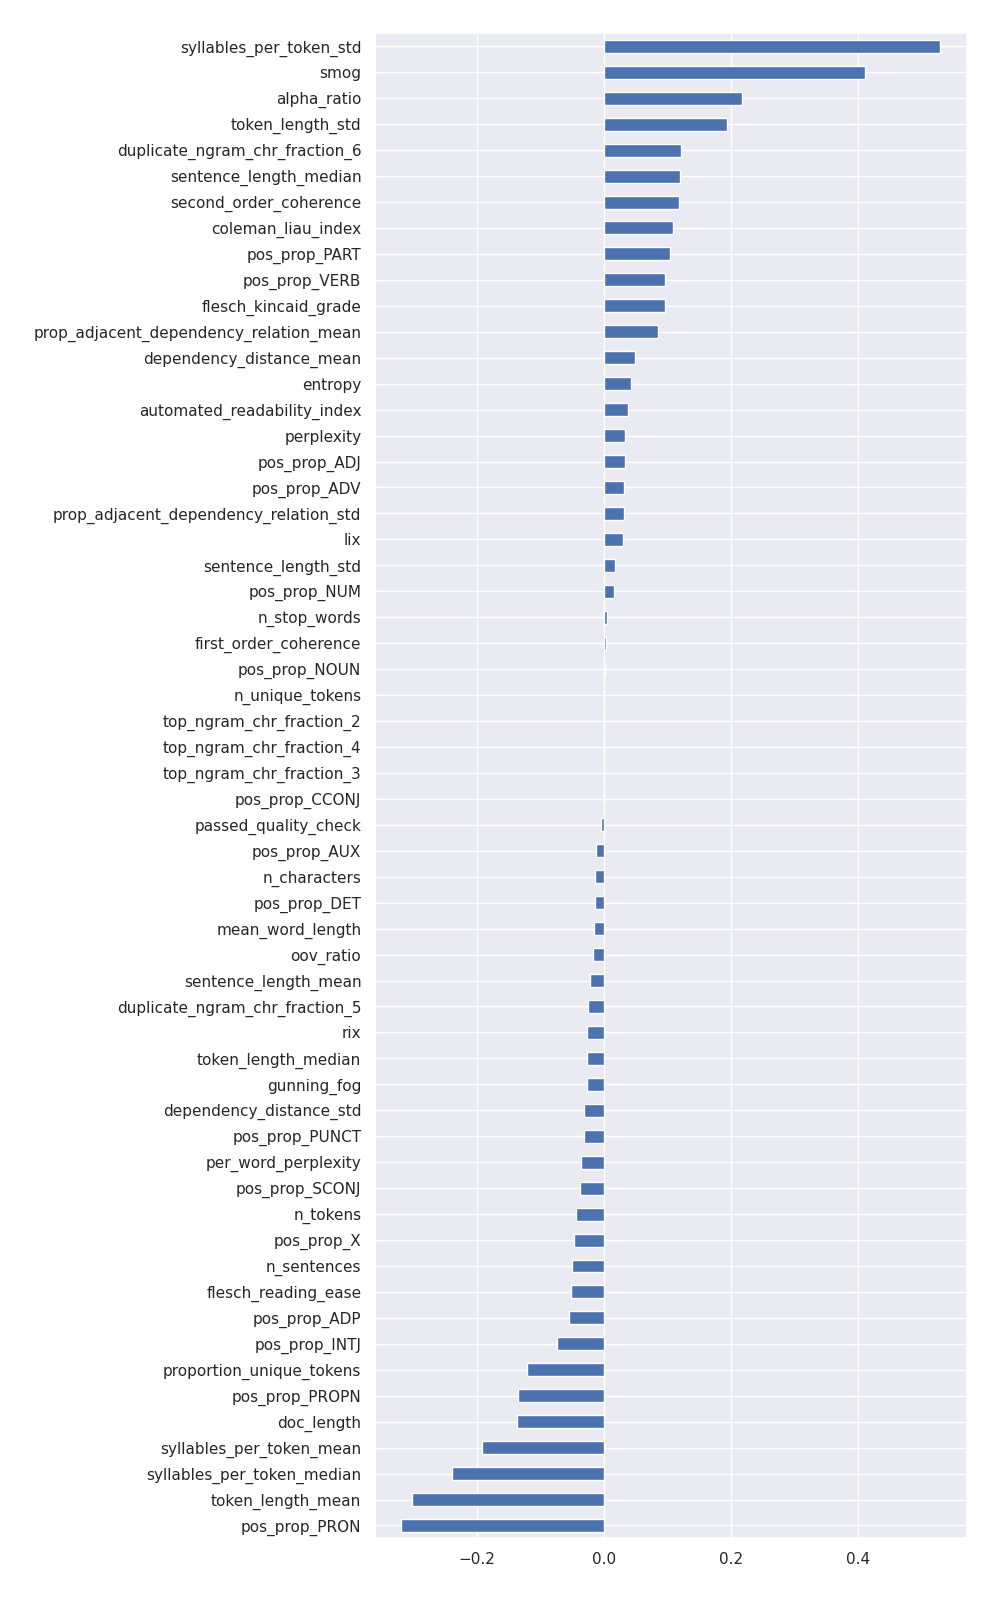 syllables_per_token_std
smog
alpha_ratio
token_length_std
duplicate_ngram_chr_fraction_6
sentence_length_median
second_order_coherence
coleman_liau_index
pos_prop_PART
pos_prop_VERB
flesch_kincaid_grade
prop_adjacent_dependency_relation_mean
dependency_distance_mean
entropy
automated_readability_index
perplexity
pos_prop_ADJ
pos_prop_ADV
prop_adjacent_dependency_relation_std
lix
sentence_length_std
pos_prop_NUM
n_stop_words
first_order_coherence
pos_prop_NOUN
n_unique_tokens
top_ngram_chr_fraction_2
top_ngram_chr_fraction_4
top_ngram_chr_fraction_3
pos_prop_CCONJ
passed_quality_check
pos_prop_AUX
n_characters
pos_prop_DET
mean_word_length
oov_ratio
sentence_length_mean
duplicate_ngram_chr_fraction_5
rix
token_length_median
gunning_fog
dependency_distance_std
pos_prop_PUNCT
per_word_perplexity
pos_prop_SCONJ
n_tokens
pos_prop_X
n_sentences
flesch_reading_ease
pos_prop_ADP
pos_prop_INTJ
proportion_unique_tokens
pos_prop_PROPN
doc_length
syllables_per_token_mean
syllables_per_token_median
token_length_mean
pos_prop_PRON
−0.2 0.0 0.2 0.4